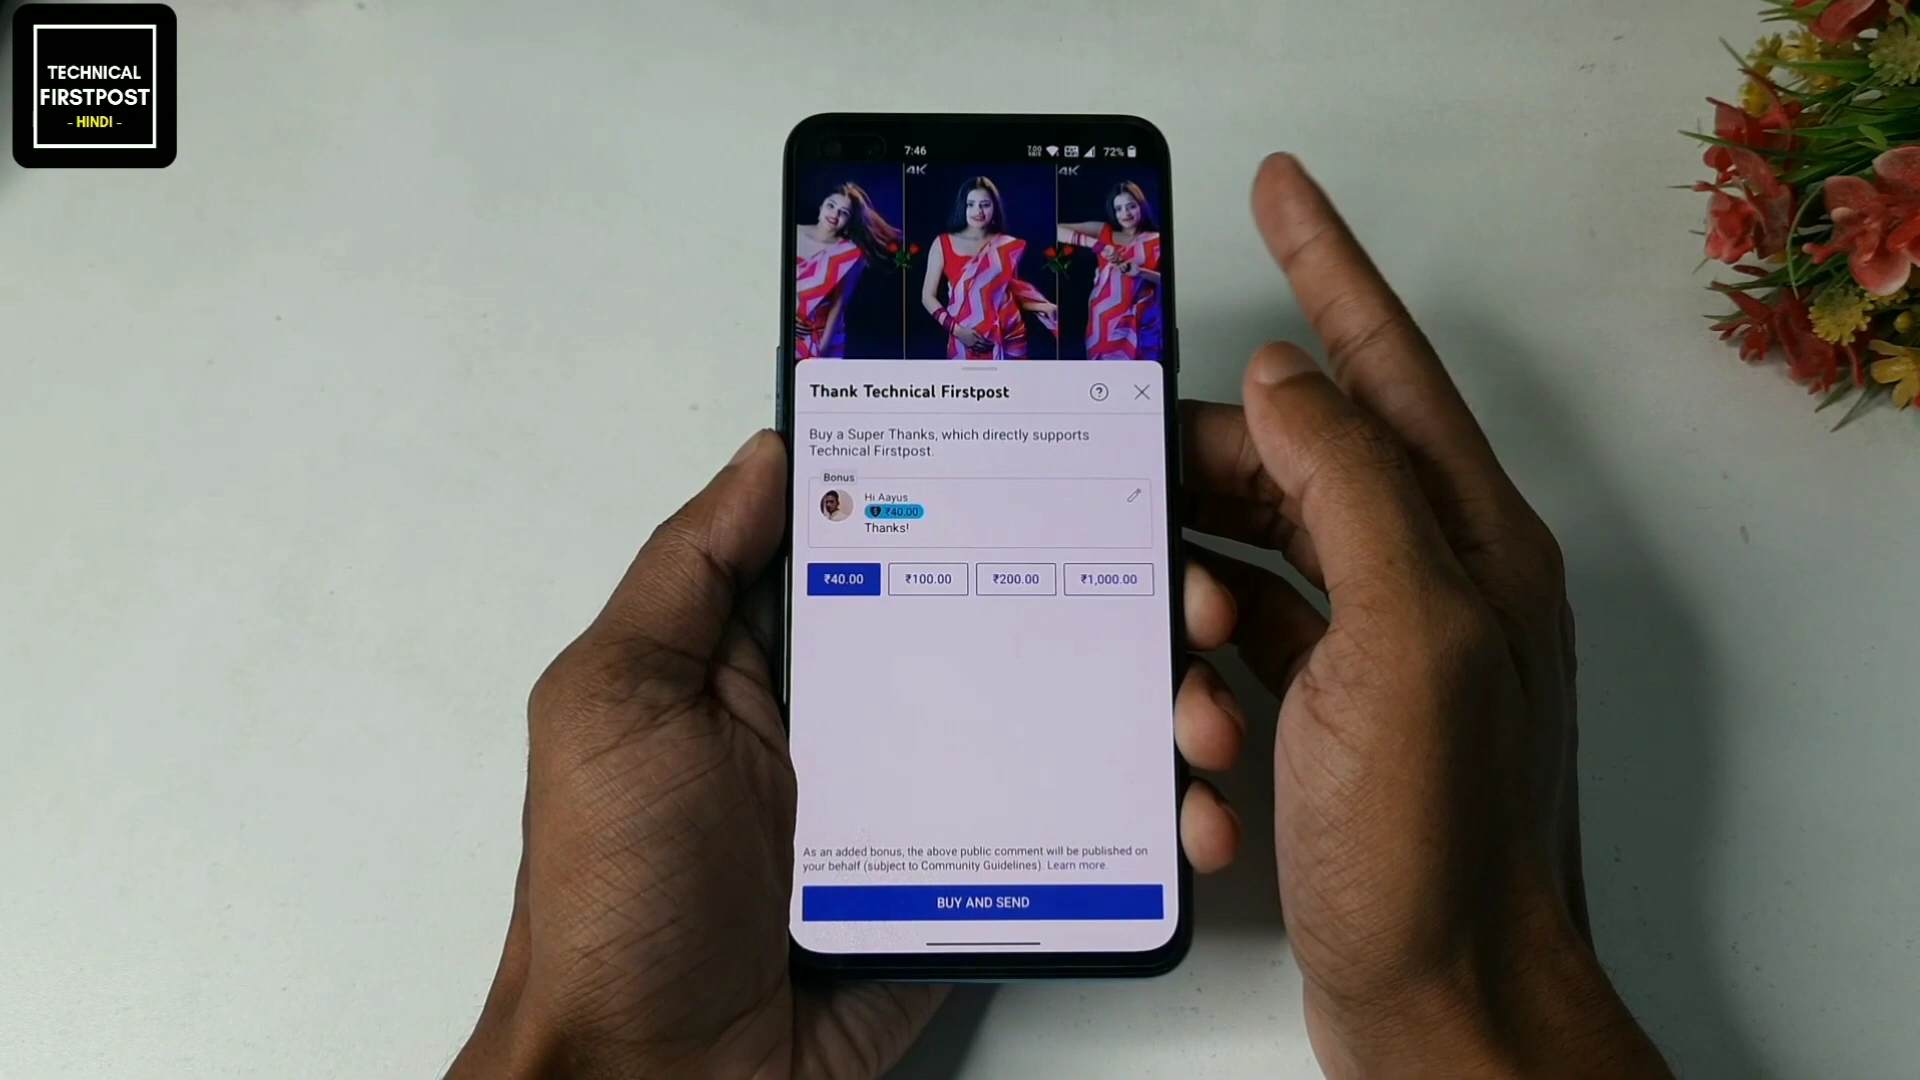 TECHNICAL
FIRSTPOST
- HINDI -
7:46
7.00
72%
4K
4K
Thank Technical Firstpost
?
Buy a Super Thanks, which directly supports
Technical Firstpost.
Bonus
Hi Aayus
₹40.00
Thanks!
₹40.00 ₹100.00 ₹200.00 ₹1,000.00
As an added bonus, the above public comment will be published on
your behalf (subject to Community Guidelines). Learn more.
BUY AND SEND